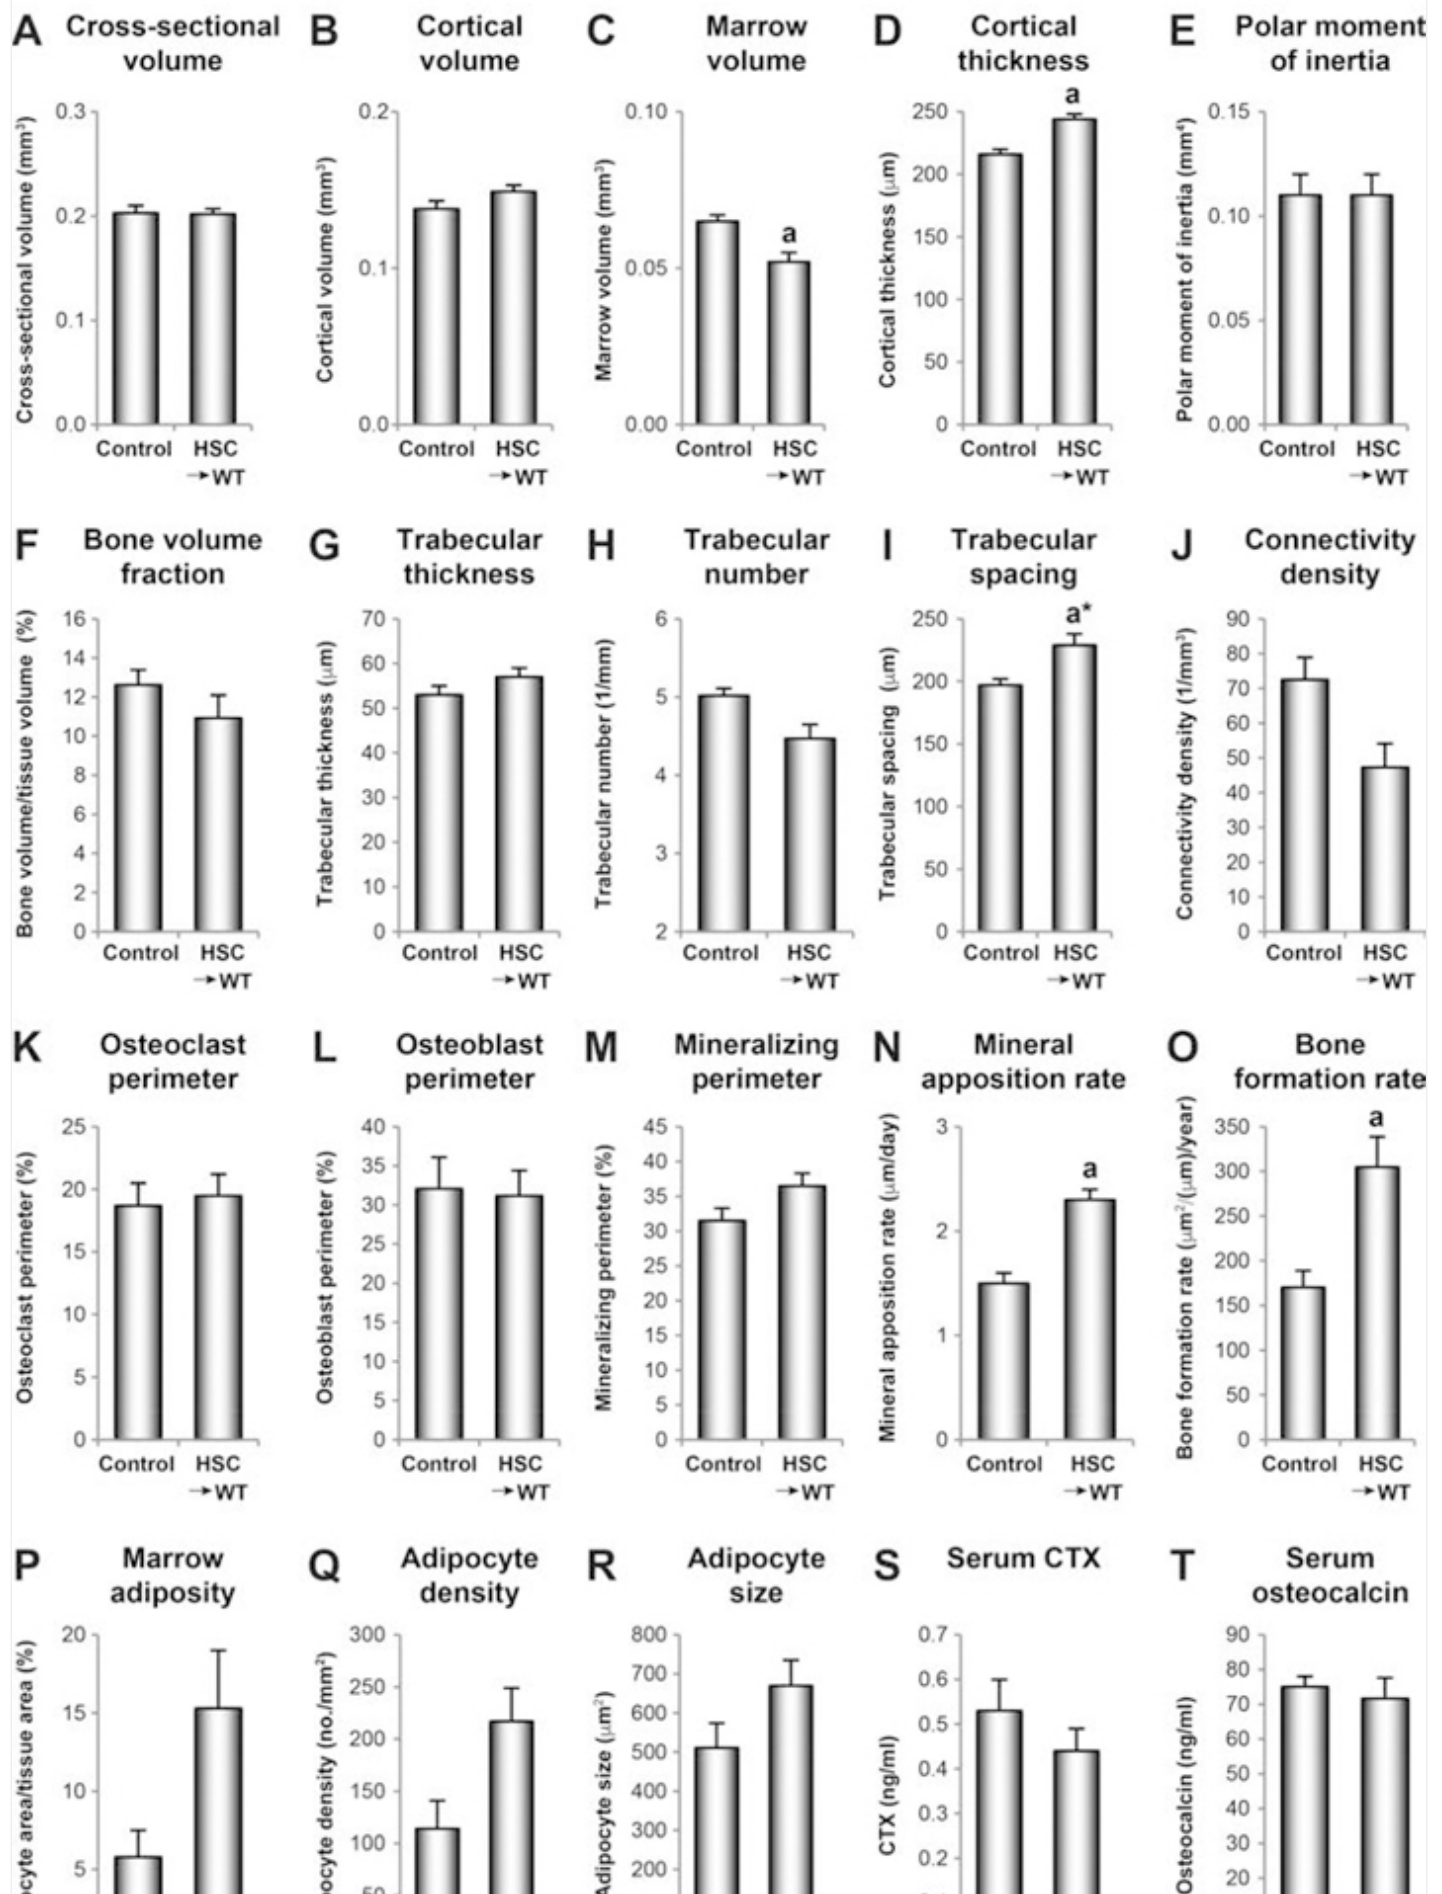 A Cross-sectional volume
B Cortical volume
C Marrow volume
D Cortical thickness
E Polar moment of inertia
Cross-sectional volume (mm³)
0.3
0.2
0.1
0.0
Control HSC
→WT
Cortical volume (mm³)
0.2
0.1
0.0
Control HSC
→WT
Marrow volume (mm³)
0.10
0.05
0.00
a
Control HSC
→WT
Cortical thickness (μm)
250
200
150
100
50
0
a
Control HSC
→WT
Polar moment of inertia (mm⁴)
0.15
0.10
0.05
0.00
Control HSC
→WT
F Bone volume fraction
G Trabecular thickness
H Trabecular number
I Trabecular spacing
J Connectivity density
Bone volume/tissue volume (%)
16
14
12
10
8
6
4
2
0
Control HSC
→WT
Trabecular thickness (μm)
70
60
50
40
30
20
10
0
Control HSC
→WT
Trabecular number (1/mm)
6
5
4
3
2
Control HSC
→WT
Trabecular spacing (μm)
250
200
150
100
50
0
a*
Control HSC
→WT
Connectivity density (1/mm³)
90
80
70
60
50
40
30
20
10
0
Control HSC
→WT
K Osteoclast perimeter
L Osteoblast perimeter
M Mineralizing perimeter
N Mineral apposition rate
O Bone formation rate
Osteoclast perimeter (%)
25
20
15
10
5
0
Control HSC
→WT
Osteoblast perimeter (%)
40
35
30
25
20
15
10
5
0
Control HSC
→WT
Mineralizing perimeter (%)
45
40
35
30
25
20
15
10
5
0
Control HSC
→WT
Mineral apposition rate (μm/day)
3
2
1
0
a
Control HSC
→WT
Bone formation rate (μm²/(μm)/year)
350
300
250
200
150
100
50
0
a
Control HSC
→WT
P Marrow adiposity
Q Adipocyte density
R Adipocyte size
S Serum CTX
T Serum osteocalcin
ocyte area/tissue area (%)
20
15
10
5
ocyte density (no./mm²)
300
250
200
150
100
50
Adipocyte size (μm²)
800
700
600
500
400
300
200
CTX (ng/ml)
0.7
0.6
0.5
0.4
0.3
0.2
Osteocalcin (ng/ml)
90
80
70
60
50
40
30
20